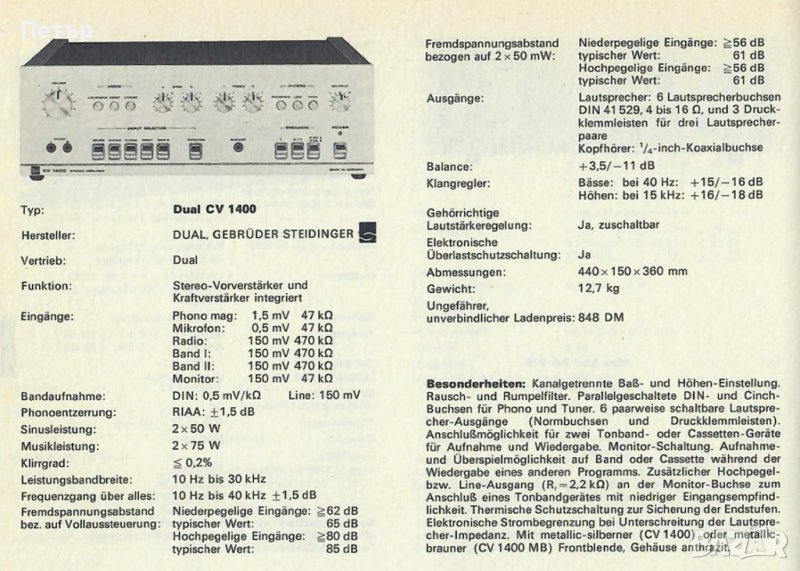 Петър
CV 1400
Typ: Dual CV 1400
Hersteller: DUAL, GEBRÜDER STEIDINGER
Vertrieb: Dual
Funktion: Stereo-Vorverstärker und
Kraftverstärker integriert
Eingänge: Phono mag: 1,5 mV 47 kΩ
Mikrofon: 0,5 mV 47 kΩ
Radio: 150 mV 470 kΩ
Band I: 150 mV 470 kΩ
Band II: 150 mV 470 kΩ
Monitor: 150 mV 47 kΩ
Bandaufnahme: DIN: 0,5 mV/kΩ Line: 150 mV
Phonoentzerrung: RIAA: ±1,5 dB
Sinusleistung: 2×50 W
Musikleistung: 2×75 W
Klirrgrad: ≦ 0,2%
Leistungsbandbreite: 10 Hz bis 30 kHz
Frequenzgang über alles: 10 Hz bis 40 kHz ±1,5 dB
Fremdspannungsabstand Niederpegelige Eingänge: ≧62 dB
bez. auf Vollaussteuerung: typischer Wert: 65 dB
Hochpegelige Eingänge: ≧80 dB
typischer Wert: 85 dB
Fremdspannungsabstand Niederpegelige Eingänge: ≧56 dB
bezogen auf 2×50 mW: typischer Wert: 61 dB
Hochpegelige Eingänge: ≧56 dB
typischer Wert: 61 dB
Ausgänge: Lautsprecher: 6 Lautsprecherbuchsen
DIN 41 529, 4 bis 16 Ω, und 3 Druck-
klemmleisten für drei Lautsprecher-
paare
Kopfhörer: 1/4-inch-Koaxialbuchse
Balance: +3,5/−11 dB
Klangregler: Bässe: bei 40 Hz: +15/−16 dB
Höhen: bei 15 kHz: +16/−18 dB
Gehörrichtige
Lautstärkeregelung: Ja, zuschaltbar
Elektronische
Überlastschutzschaltung: Ja
Abmessungen: 440×150×360 mm
Gewicht: 12,7 kg
Ungefährer,
unverbindlicher Ladenpreis: 848 DM
Besonderheiten: Kanalgetrennte Baß- und Höhen-Einstellung.
Rausch- und Rumpelfilter. Parallelgeschaltete DIN- und Cinch-
Buchsen für Phono und Tuner. 6 paarweise schaltbare Lautspre-
cher-Ausgänge (Normbuchsen und Druckklemmleisten).
Anschlußmöglichkeit für zwei Tonband- oder Cassetten-Geräte
für Aufnahme und Wiedergabe. Monitor-Schaltung. Aufnahme-
und Überspielmöglichkeit auf Band oder Cassette während der
Wiedergabe eines anderen Programms. Zusätzlicher Hochpegel-
bzw. Line-Ausgang (Ri=2,2 kΩ) an der Monitor-Buchse zum
Anschluß eines Tonbandgerätes mit niedriger Eingangsempfind-
lichkeit. Thermische Schutzschaltung zur Sicherung der Endstufen.
Elektronische Strombegrenzung bei Unterschreitung der Lautspre-
cher-Impedanz. Mit metallic-silberner (CV 1400) oder metallic-
brauner (CV 1400 MB) Frontblende, Gehäuse anthrazit.